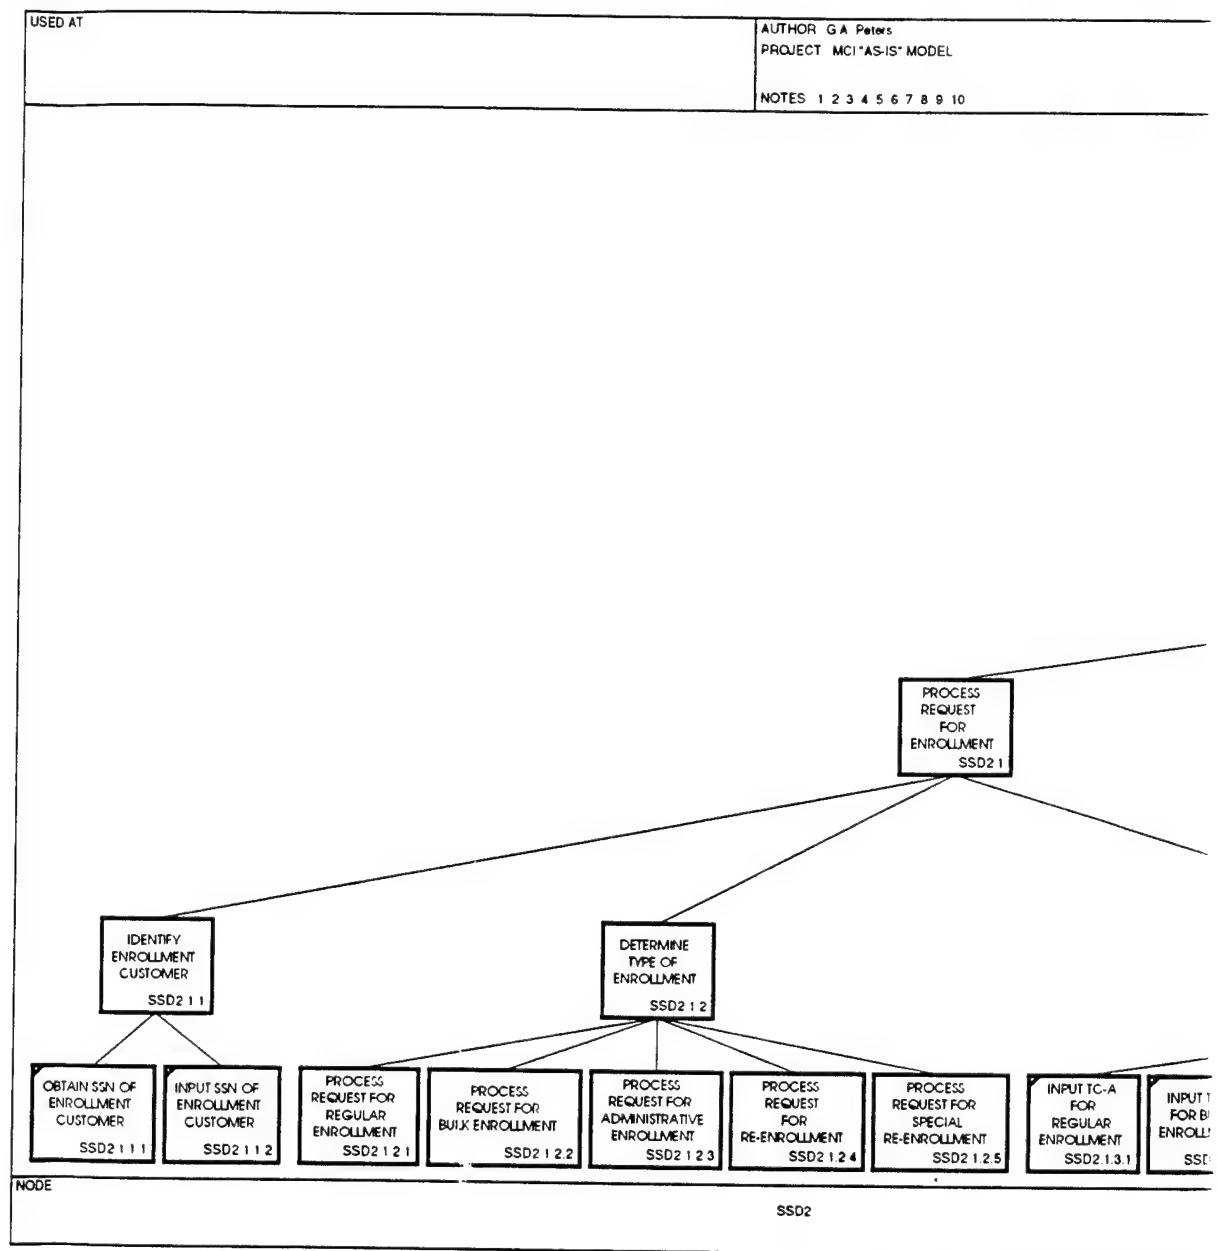 USED AT
AUTHOR G A Peters
PROJECT MCI "AS-IS" MODEL
NOTES 1 2 3 4 5 6 7 8 9 10
PROCESS
REQUEST
FOR
ENROLLMENT
SSD2 1
IDENTIFY
ENROLLMENT
CUSTOMER
SSD2 1 1
DETERMINE
TYPE OF
ENROLLMENT
SSD2 1 2
OBTAIN SSN OF
ENROLLMENT
CUSTOMER
SSD2 1 1 1
INPUT SSN OF
ENROLLMENT
CUSTOMER
SSD2 1 1 2
PROCESS
REQUEST FOR
REGULAR
ENROLLMENT
SSD2 1 2 1
PROCESS
REQUEST FOR
BULK ENROLLMENT
SSD2 1 2.2
PROCESS
REQUEST FOR
ADMINISTRATIVE
ENROLLMENT
SSD2 1 2 3
PROCESS
REQUEST
FOR
RE-ENROLLMENT
SSD2 1.2 4
PROCESS
REQUEST FOR
SPECIAL
RE-ENROLLMENT
SSD2 1.2.5
INPUT TC-A
FOR
REGULAR
ENROLLMENT
SSD2.1.3.1
INPUT
FOR
NODE
SSD2